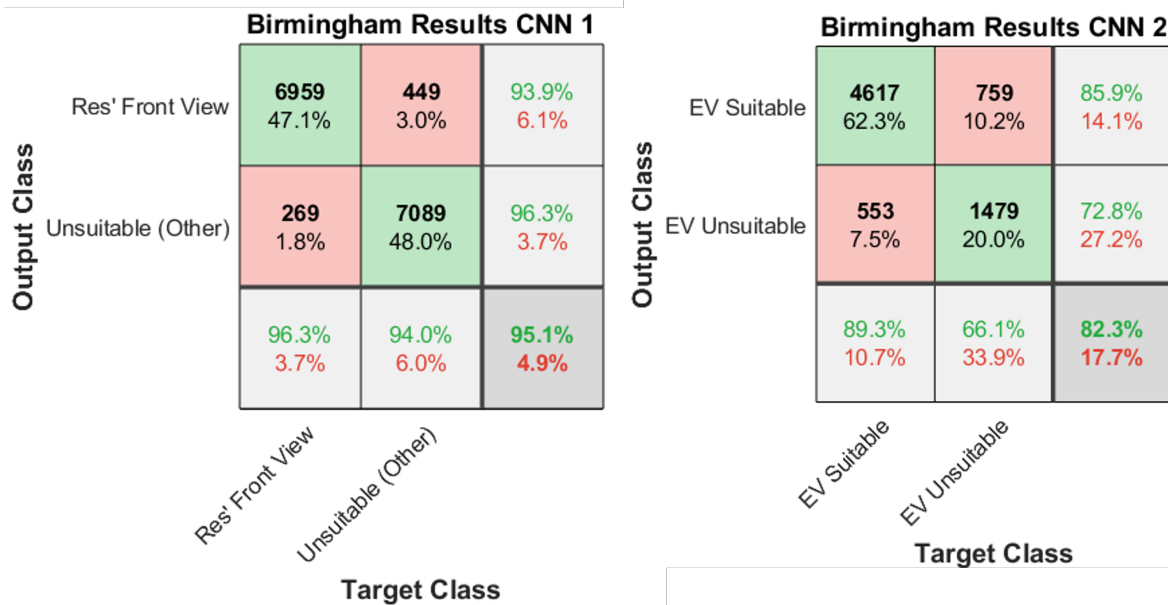 Birmingham Results CNN 1
Output Class
Res' Front View
6959
47.1%
449
3.0%
93.9%
6.1%
Unsuitable (Other)
269
1.8%
7089
48.0%
96.3%
3.7%
96.3%
3.7%
94.0%
6.0%
95.1%
4.9%
Res' Front View
Unsuitable (Other)
Target Class
Birmingham Results CNN 2
Output Class
EV Suitable
4617
62.3%
759
10.2%
85.9%
14.1%
EV Unsuitable
553
7.5%
1479
20.0%
72.8%
27.2%
89.3%
10.7%
66.1%
33.9%
82.3%
17.7%
EV Suitable
EV Unsuitable
Target Class